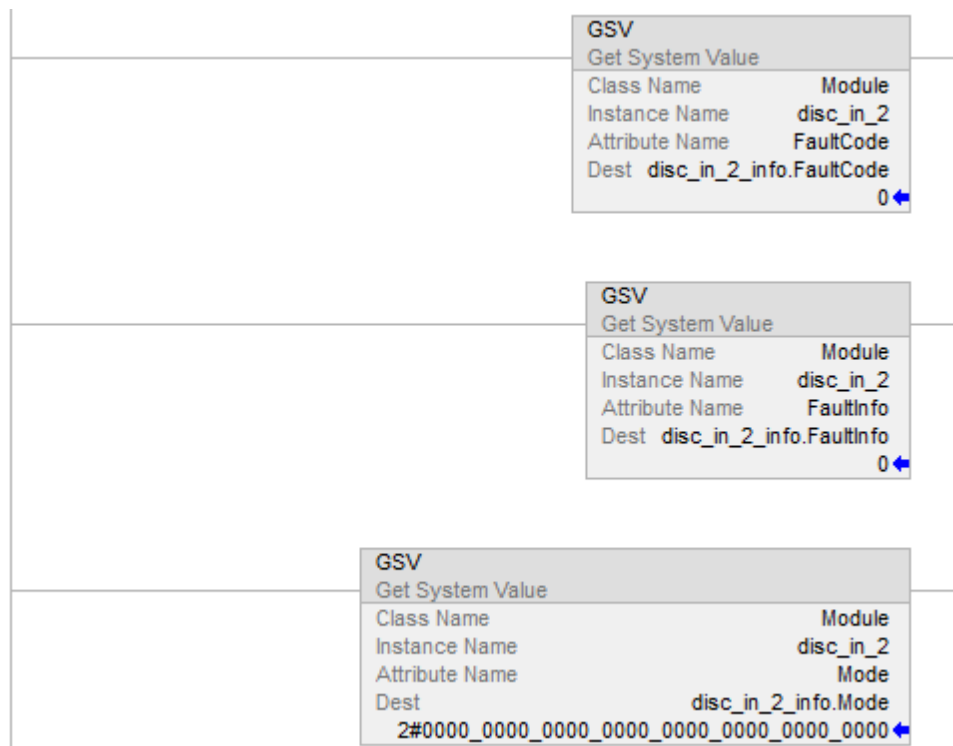 GSV
Get System Value
Class Name Module
Instance Name disc_in_2
Attribute Name FaultCode
Dest disc_in_2_info.FaultCode
0
GSV
Get System Value
Class Name Module
Instance Name disc_in_2
Attribute Name FaultInfo
Dest disc_in_2_info.FaultInfo
0
GSV
Get System Value
Class Name Module
Instance Name disc_in_2
Attribute Name Mode
Dest disc_in_2_info.Mode
2#0000_0000_0000_0000_0000_0000_0000_0000